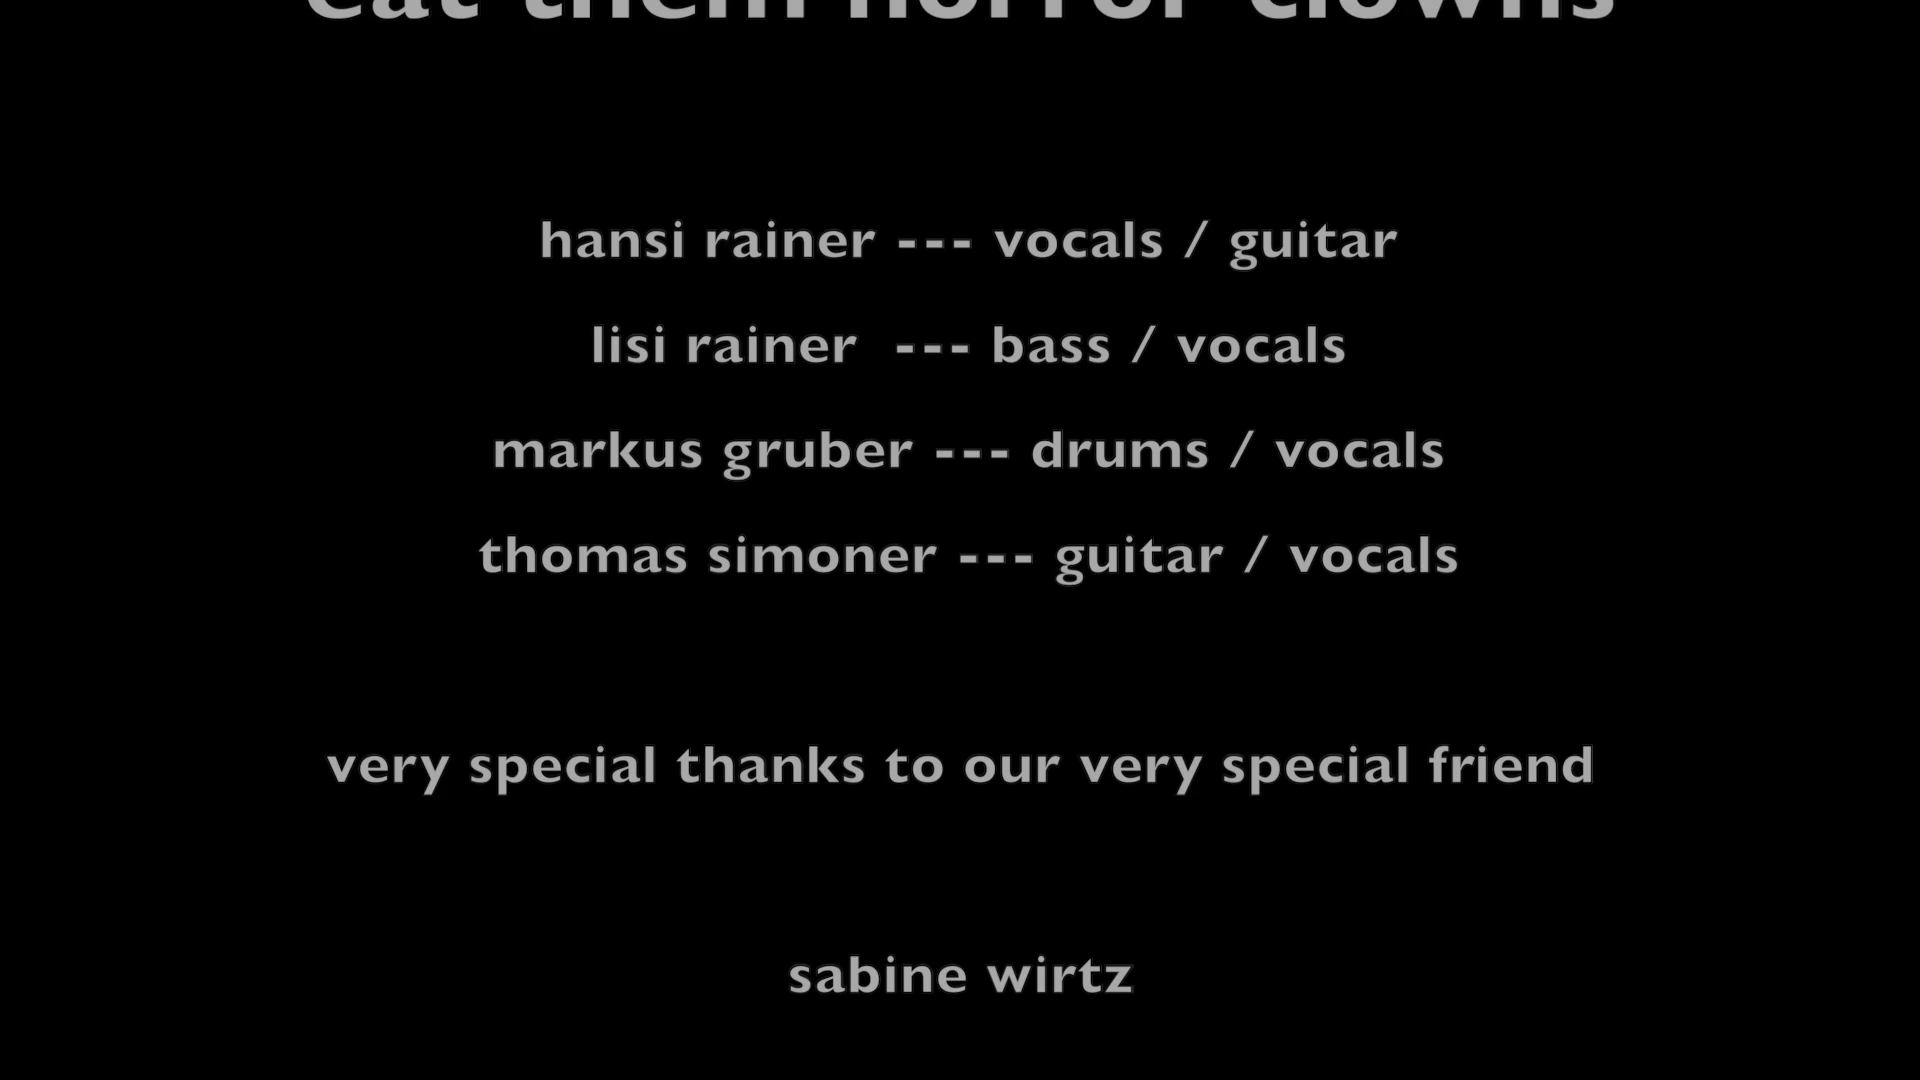 eat them horror clowns
hansi rainer --- vocals / guitar
lisi rainer  --- bass / vocals
markus gruber --- drums / vocals
thomas simoner --- guitar / vocals
very special thanks to our very special friend
sabine wirtz